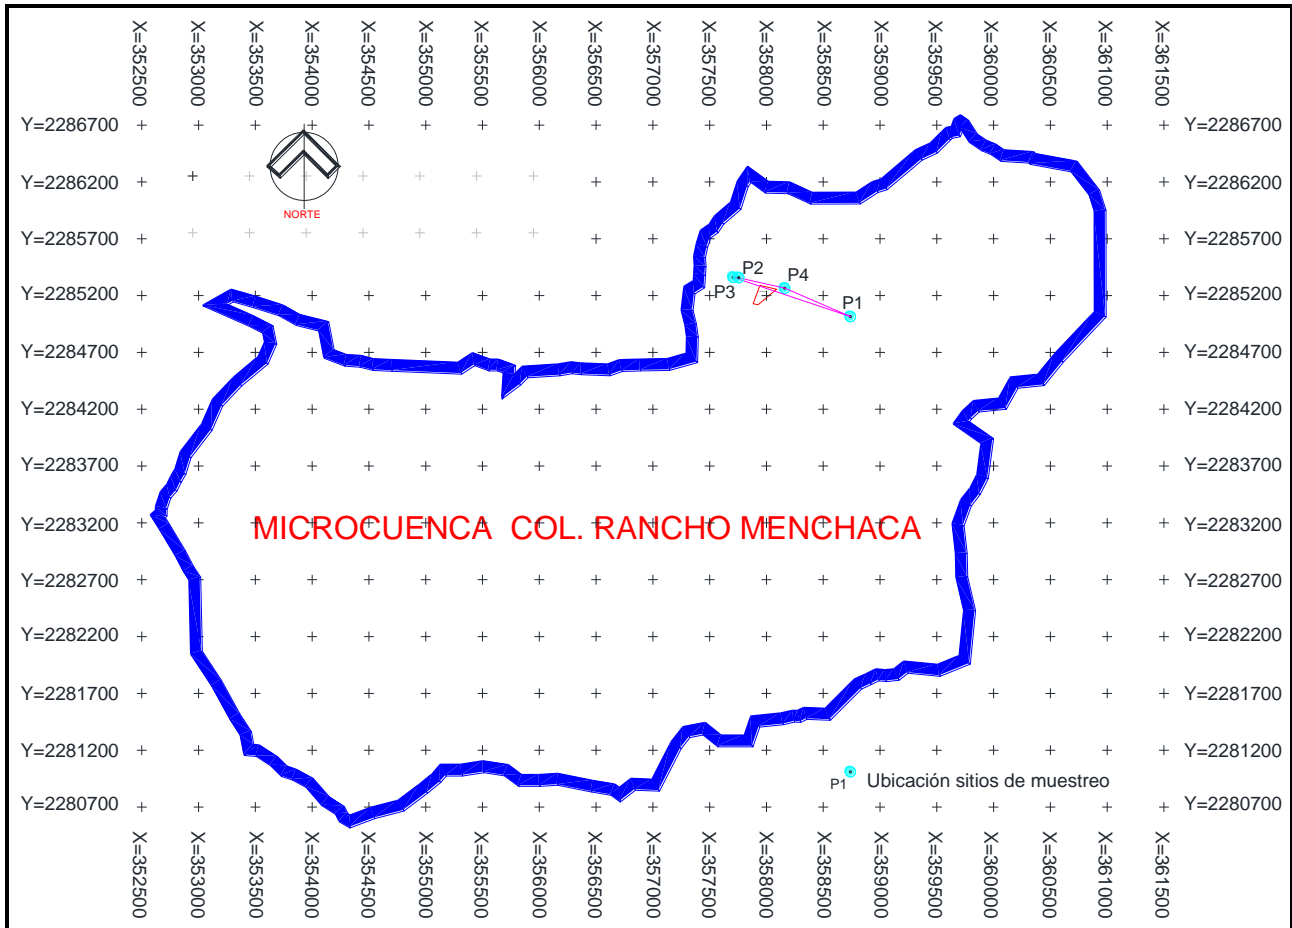 X=352500 X=353000 X=353500 X=354000 X=354500 X=355000 X=355500 X=356000 X=356500 X=357000 X=357500 X=358000 X=358500 X=359000 X=359500 X=360000 X=360500 X=361000 X=361500
Y=2286700 Y=2286700
Y=2286200 Y=2286200
NORTE
Y=2285700 Y=2285700
P2 P4
P3
Y=2285200 Y=2285200
P1
Y=2284700 Y=2284700
Y=2284200 Y=2284200
Y=2283700 Y=2283700
Y=2283200 Y=2283200
MICROCUENCA COL. RANCHO MENCHACA
Y=2282700 Y=2282700
Y=2282200 Y=2282200
Y=2281700 Y=2281700
Y=2281200 Y=2281200
P1 Ubicación sitios de muestreo
Y=2280700 Y=2280700
X=352500 X=353000 X=353500 X=354000 X=354500 X=355000 X=355500 X=356000 X=356500 X=357000 X=357500 X=358000 X=358500 X=359000 X=359500 X=360000 X=360500 X=361000 X=361500